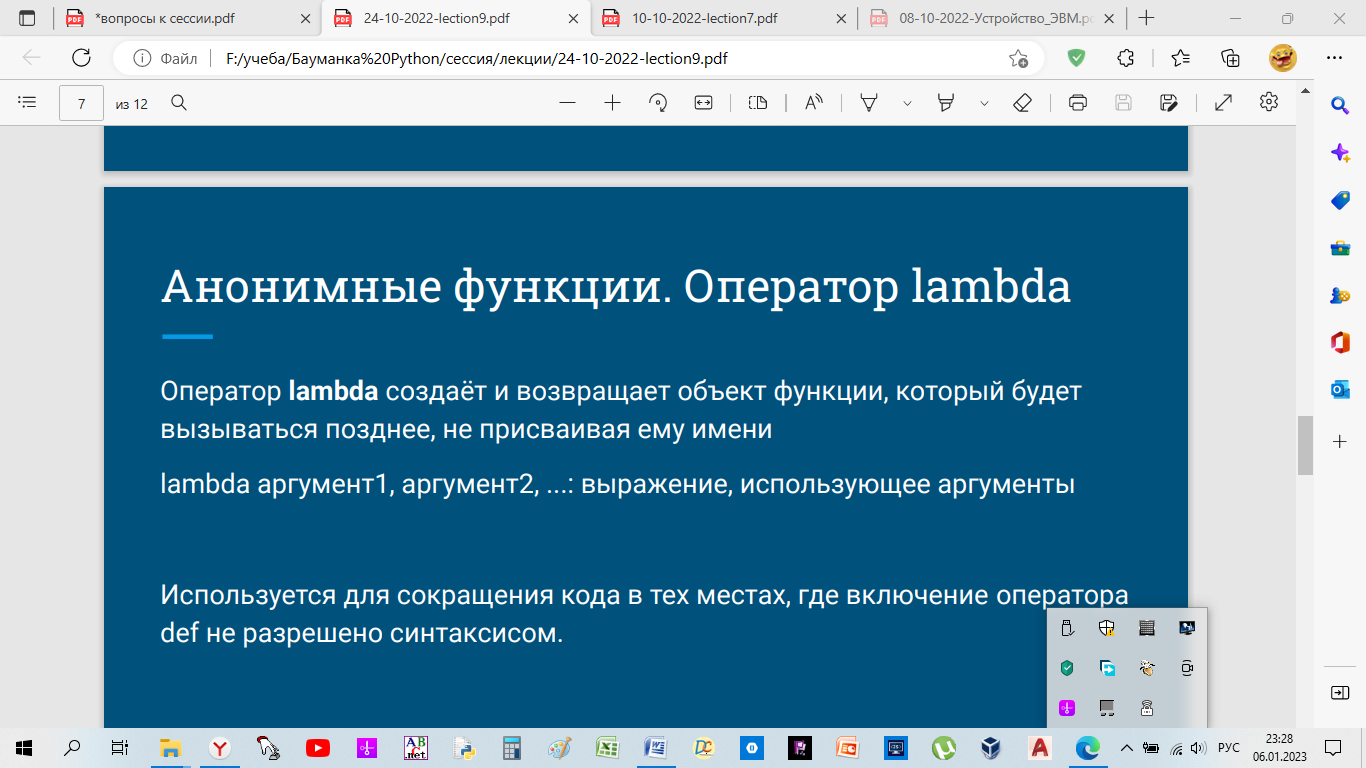 *вопросы к сессии.pdf
24-10-2022-lection9.pdf
10-10-2022-lection7.pdf
08-10-2022-Устройство_ЭВМ.
Файл
F:/учеба/Бауманка%20Python/сессия/лекции/24-10-2022-lection9.pdf
7 из 12
Анонимные функции. Оператор lambda
Оператор lambda создаёт и возвращает объект функции, который будет
вызываться позднее, не присваивая ему имени
lambda аргумент1, аргумент2, ...: выражение, использующее аргументы
Используется для сокращения кода в тех местах, где включение оператора
def не разрешено синтаксисом.
РУС
23:28
06.01.2023